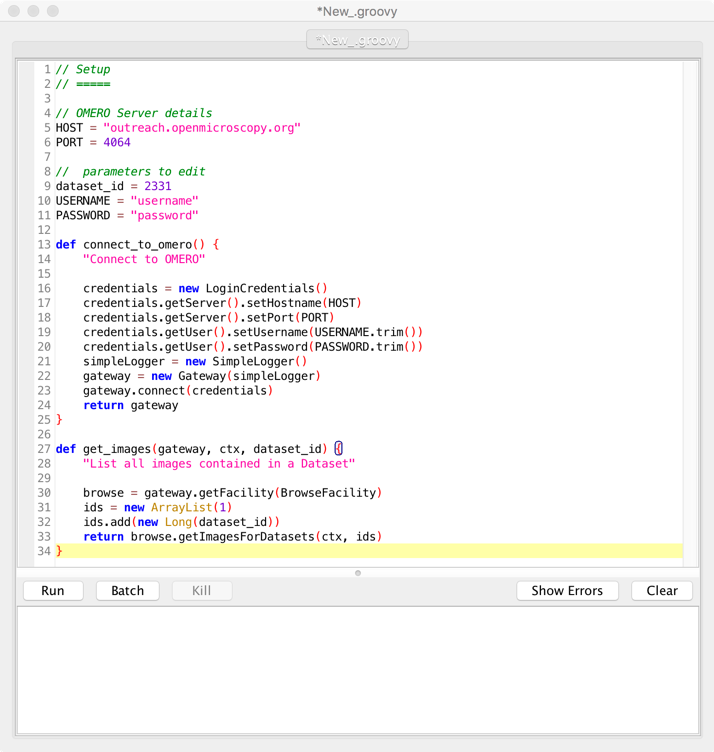 *New_.groovy
*New_.groovy
1 // Setup
2 // =====
3
4 // OMERO Server details
5 HOST = "outreach.openmicroscopy.org"
6 PORT = 4064
7
8 //  parameters to edit
9 dataset_id = 2331
10 USERNAME = "username"
11 PASSWORD = "password"
12
13 def connect_to_omero() {
14     "Connect to OMERO"
15
16     credentials = new LoginCredentials()
17     credentials.getServer().setHostname(HOST)
18     credentials.getServer().setPort(PORT)
19     credentials.getUser().setUsername(USERNAME.trim())
20     credentials.getUser().setPassword(PASSWORD.trim())
21     simpleLogger = new SimpleLogger()
22     gateway = new Gateway(simpleLogger)
23     gateway.connect(credentials)
24     return gateway
25 }
26
27 def get_images(gateway, ctx, dataset_id) {
28     "List all images contained in a Dataset"
29
30     browse = gateway.getFacility(BrowseFacility)
31     ids = new ArrayList(1)
32     ids.add(new Long(dataset_id))
33     return browse.getImagesForDatasets(ctx, ids)
34 }
Run Batch Kill Show Errors Clear